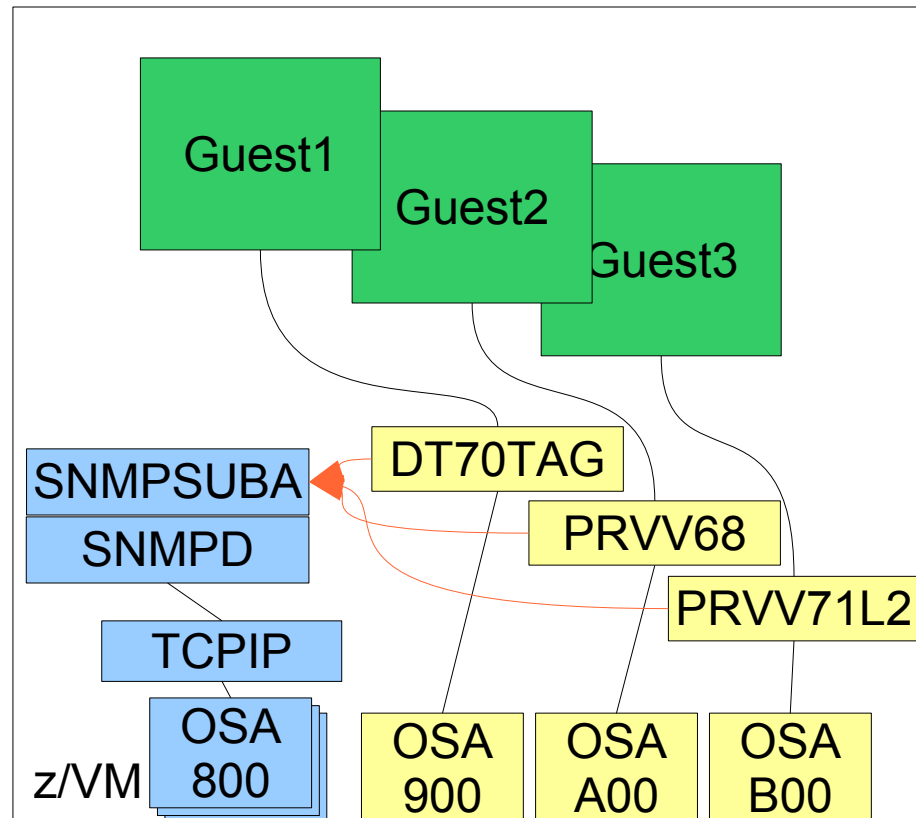 Guest1
Guest2
Guest3
DT70TAG
SNMPSUBA
PRVV68
SNMPD
PRVV71L2
TCPIP
OSA
800
z/VM
OSA
900
OSA
A00
OSA
B00